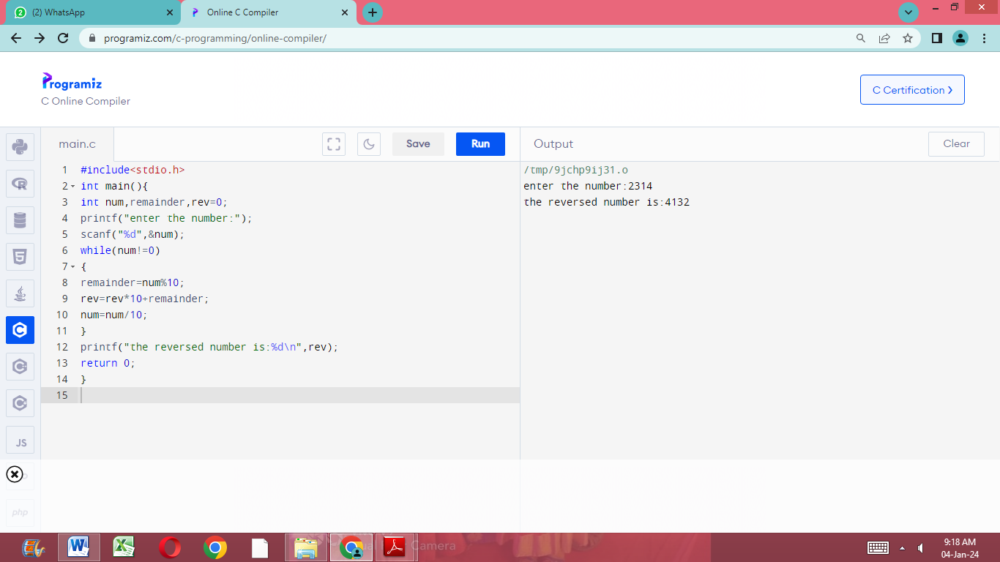 (2) WhatsApp
Online C Compiler
programiz.com/c-programming/online-compiler/
Programiz
C Online Compiler
C Certification
main.c
Save
Run
Output
Clear
1 #include<stdio.h>
2 int main(){
3 int num,remainder,rev=0;
4 printf("enter the number:");
5 scanf("%d",&num);
6 while(num!=0)
7 {
8 remainder=num%10;
9 rev=rev*10+remainder;
10 num=num/10;
11 }
12 printf("the reversed number is:%d\n",rev);
13 return 0;
14 }
15
/tmp/9jchp9ij31.o
enter the number:2314
the reversed number is:4132
JS
php
Camera
9:18 AM
04-Jan-24